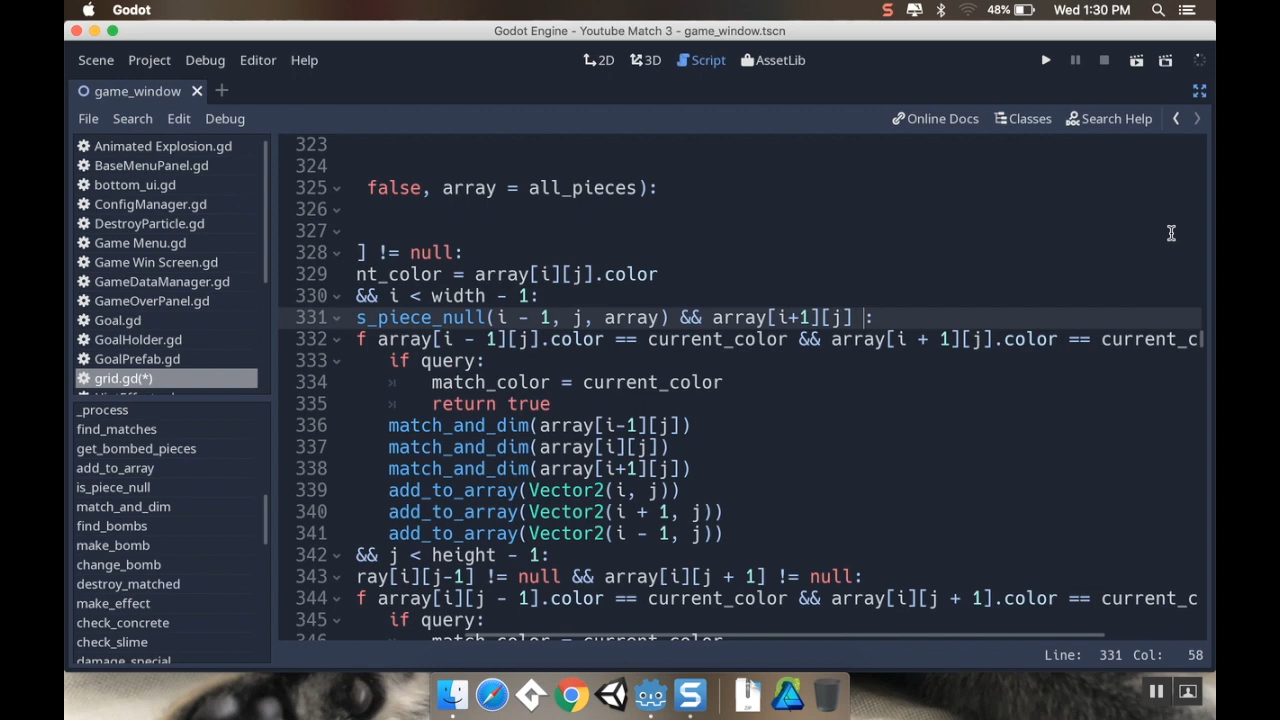 Godot
48%
Wed 1:30 PM
Godot Engine - Youtube Match 3 - game_window.tscn
Scene Project Debug Editor Help
2D 3D Script AssetLib
game_window
File Search Edit Debug
Online Docs Classes Search Help
Animated Explosion.gd
BaseMenuPanel.gd
bottom_ui.gd
ConfigManager.gd
DestroyParticle.gd
Game Menu.gd
Game Win Screen.gd
GameDataManager.gd
GameOverPanel.gd
Goal.gd
GoalHolder.gd
GoalPrefab.gd
grid.gd(*)
_process
find_matches
get_bombed_pieces
add_to_array
is_piece_null
match_and_dim
find_bombs
make_bomb
change_bomb
destroy_matched
make_effect
check_concrete
check_slime
damage_special
323
324
325 false, array = all_pieces):
326
327
328 ] != null:
329 nt_color = array[i][j].color
330 && i < width - 1:
331 s_piece_null(i - 1, j, array) && array[i+1][j] :
332 f array[i - 1][j].color == current_color && array[i + 1][j].color == current_c
333 if query:
334 match_color = current_color
335 return true
336 match_and_dim(array[i-1][j])
337 match_and_dim(array[i][j])
338 match_and_dim(array[i+1][j])
339 add_to_array(Vector2(i, j))
340 add_to_array(Vector2(i + 1, j))
341 add_to_array(Vector2(i - 1, j))
342 && j < height - 1:
343 ray[i][j-1] != null && array[i][j + 1] != null:
344 f array[i][j - 1].color == current_color && array[i][j + 1].color == current_c
345 if query:
346 match_color = current_color
Line: 331 Col: 58